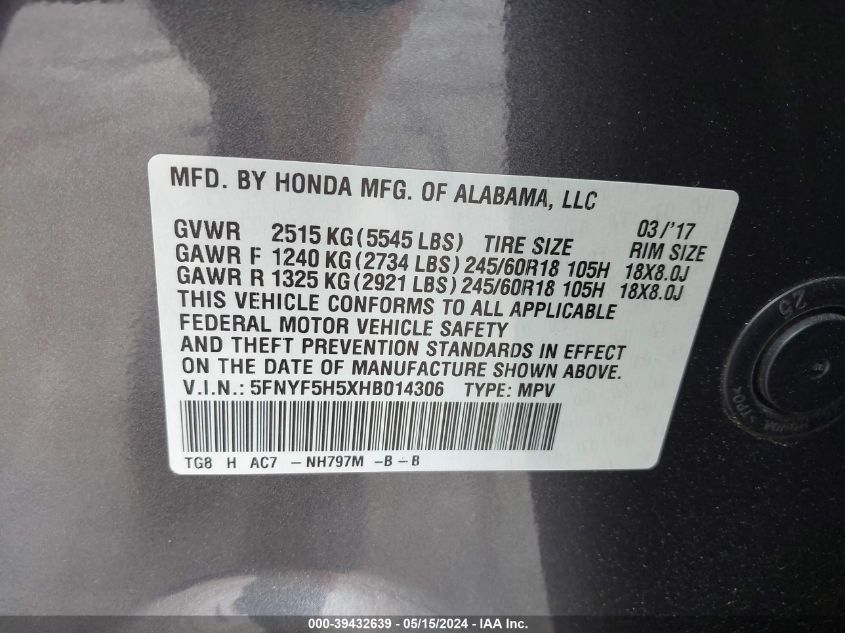 MFD. BY HONDA MFG. OF ALABAMA, LLC
03/'17
GVWR 2515 KG (5545 LBS) TIRE SIZE RIM SIZE
GAWR F 1240 KG (2734 LBS) 245/60R18 105H 18X8.0J
GAWR R 1325 KG (2921 LBS) 245/60R18 105H 18X8.0J
THIS VEHICLE CONFORMS TO ALL APPLICABLE
FEDERAL MOTOR VEHICLE SAFETY
AND THEFT PREVENTION STANDARDS IN EFFECT
ON THE DATE OF MANUFACTURE SHOWN ABOVE.
V.I.N.: 5FNYF5H5XHB014306 TYPE: MPV
TG8 H AC7 – NH797M –B – B
25
HONDA
000-39432639 - 05/15/2024 - IAA Inc.